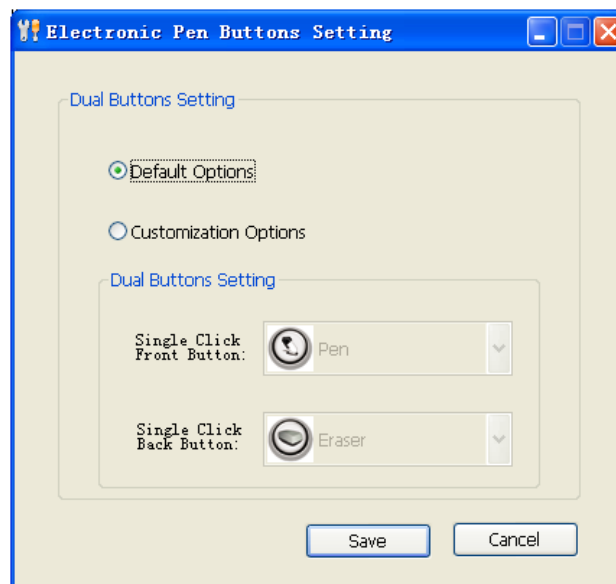 Electronic Pen Buttons Setting
Dual Buttons Setting
Default Options
Customization Options
Dual Buttons Setting
Single Click
Front Button:
Pen
Single Click
Back Button:
Eraser
Save
Cancel